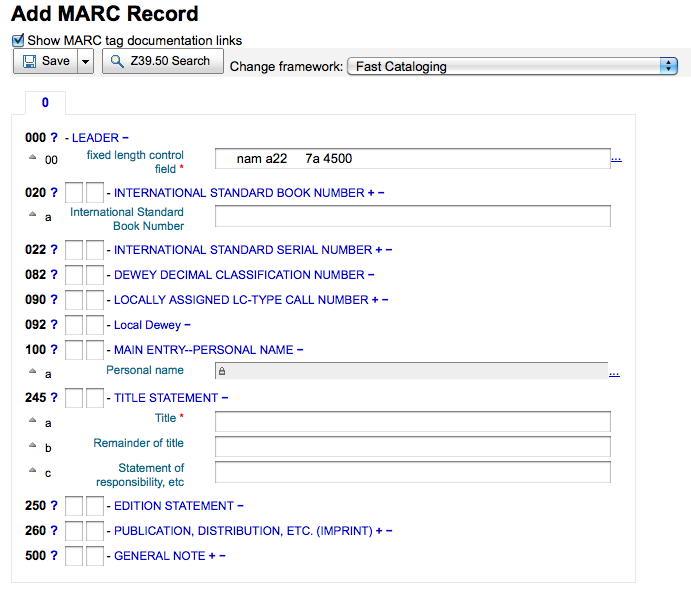 Add MARC Record
Show MARC tag documentation links
Save Z39.50 Search Change framework: Fast Cataloging
0
000 ? - LEADER −
00 fixed length control nam a22 7a 4500 ...
field *
020 ? - INTERNATIONAL STANDARD BOOK NUMBER + −
a International Standard
Book Number
022 ? - INTERNATIONAL STANDARD SERIAL NUMBER + −
082 ? - DEWEY DECIMAL CLASSIFICATION NUMBER −
090 ? - LOCALLY ASSIGNED LC-TYPE CALL NUMBER + −
092 ? - Local Dewey −
100 ? - MAIN ENTRY--PERSONAL NAME −
a Personal name ...
245 ? - TITLE STATEMENT −
a Title *
b Remainder of title
c Statement of
responsibility, etc
250 ? - EDITION STATEMENT −
260 ? - PUBLICATION, DISTRIBUTION, ETC. (IMPRINT) + −
500 ? - GENERAL NOTE + −